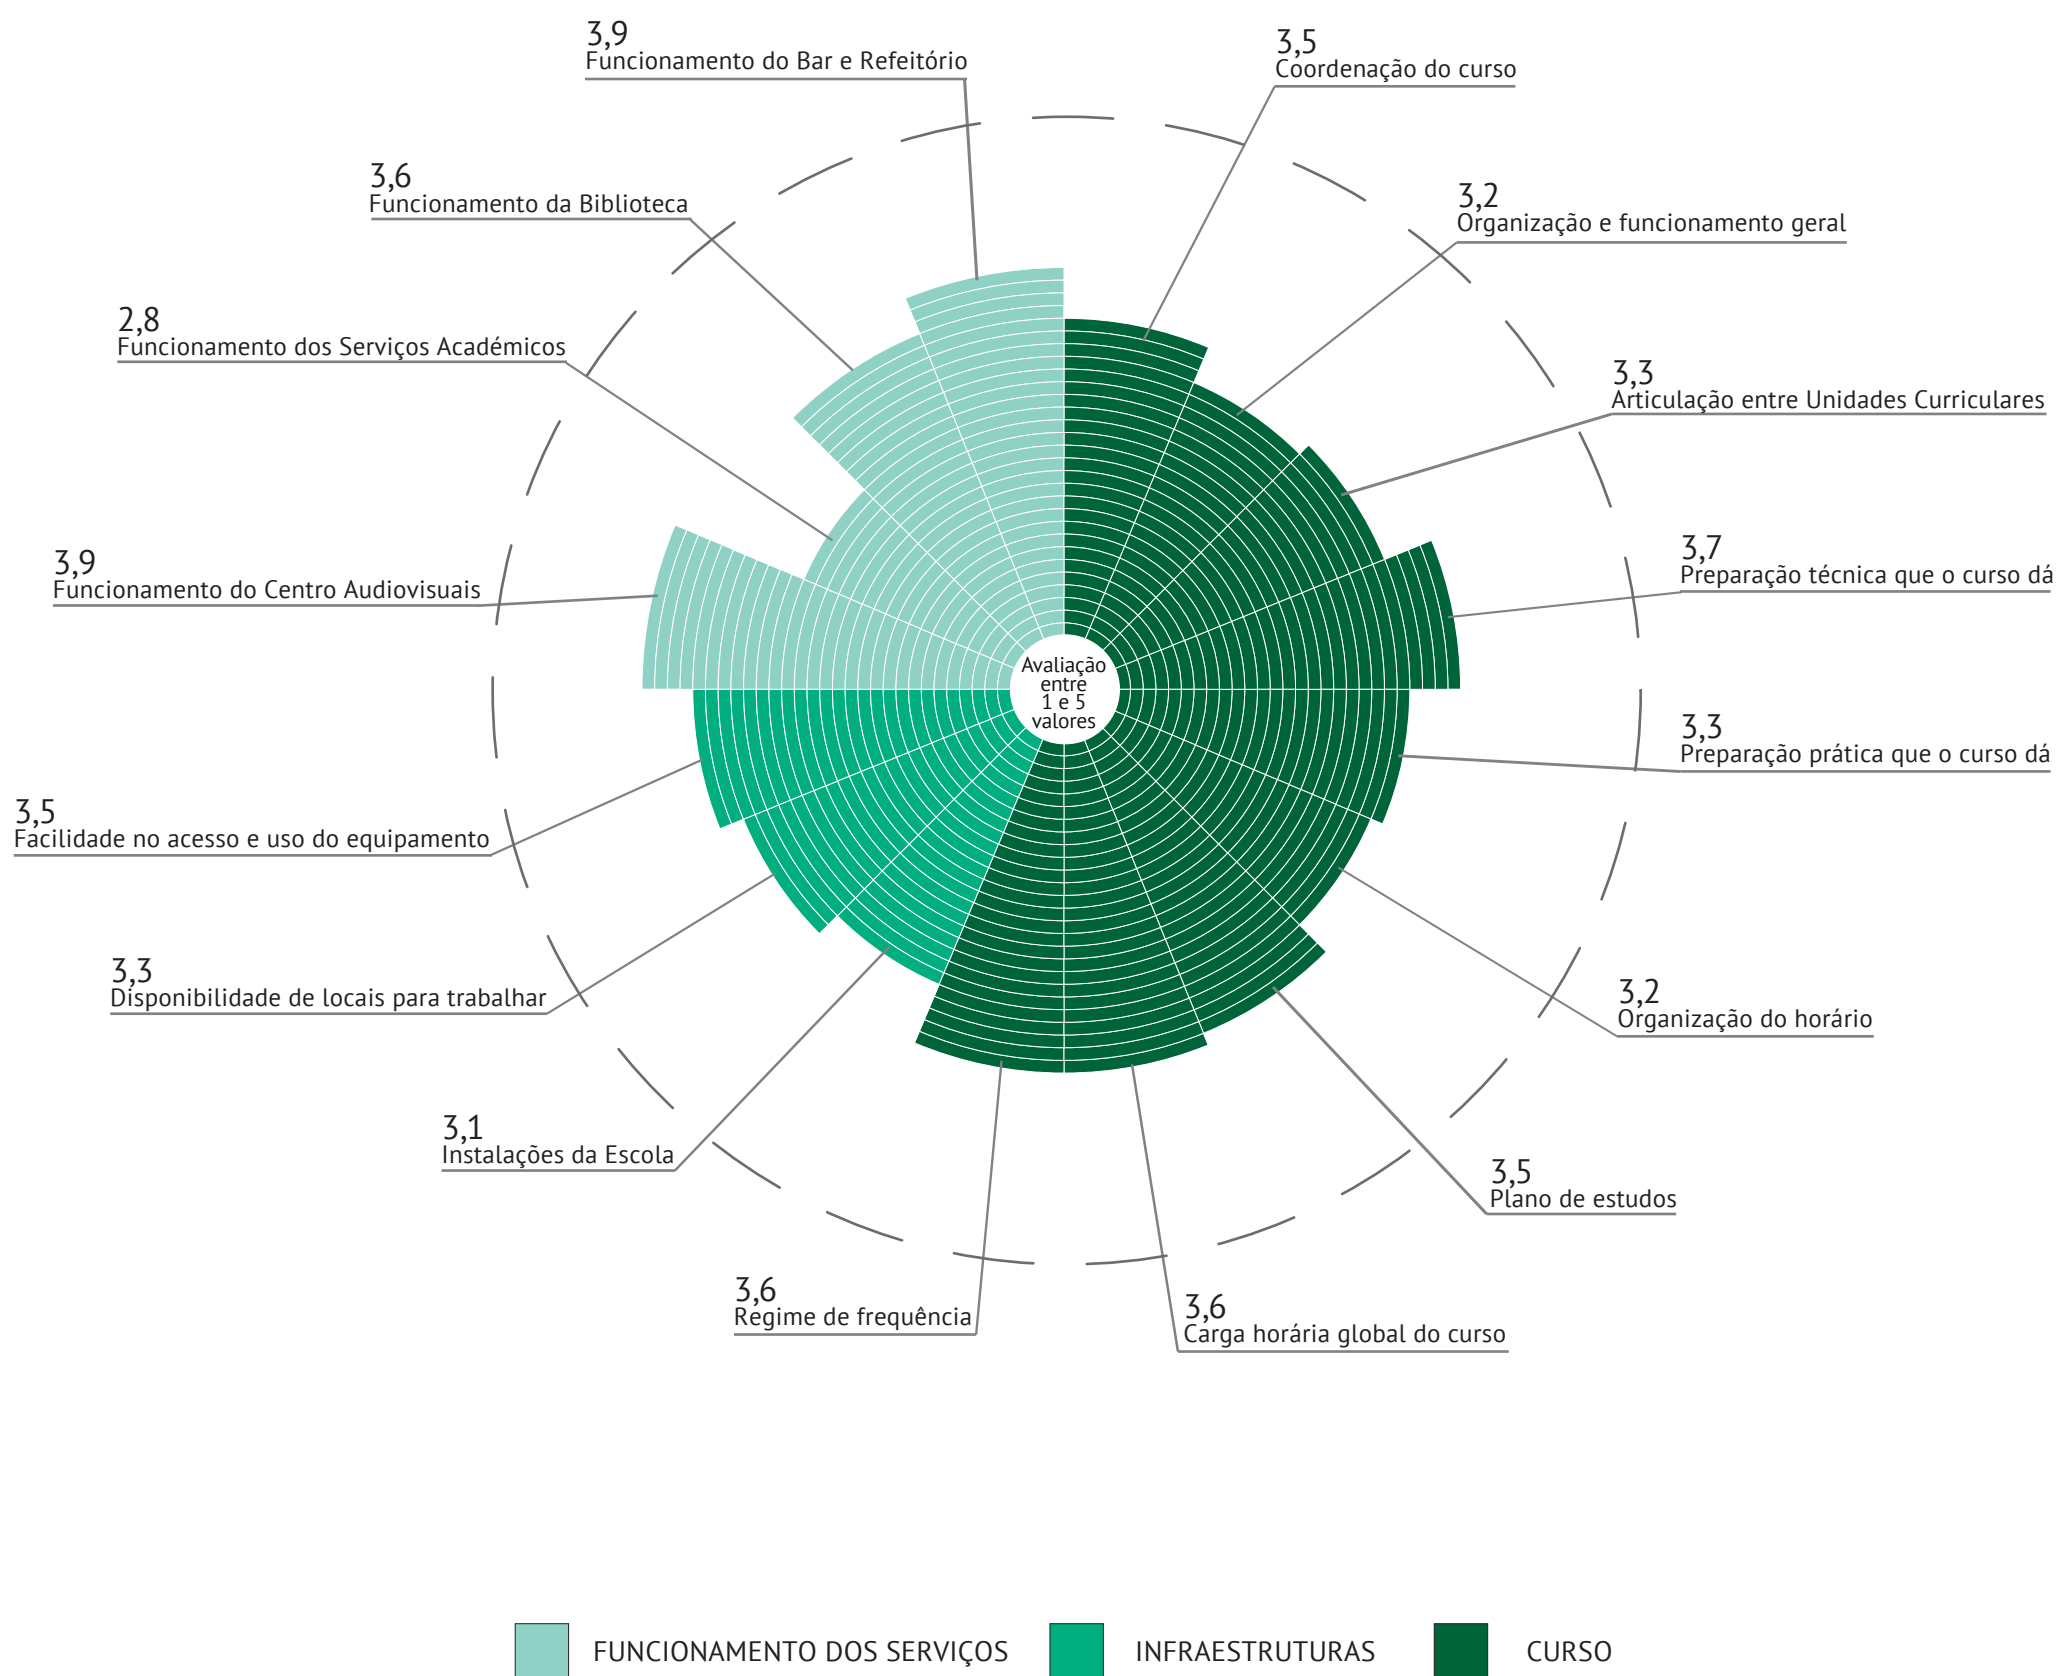 3,9
Funcionamento do Bar e Refeitório
3,5
Coordenação do curso
3,6
Funcionamento da Biblioteca
3,2
Organização e funcionamento geral
2,8
Funcionamento dos Serviços Académicos
3,3
Articulação entre Unidades Curriculares
3,9
Funcionamento do Centro Audiovisuais
3,7
Preparação técnica que o curso dá
Avaliação
entre
1 e 5
valores
3,3
Preparação prática que o curso dá
3,5
Facilidade no acesso e uso do equipamento
3,3
Disponibilidade de locais para trabalhar
3,2
Organização do horário
3,1
Instalações da Escola
3,5
Plano de estudos
3,6
Regime de frequência
3,6
Carga horária global do curso
FUNCIONAMENTO DOS SERVIÇOS
INFRAESTRUTURAS
CURSO